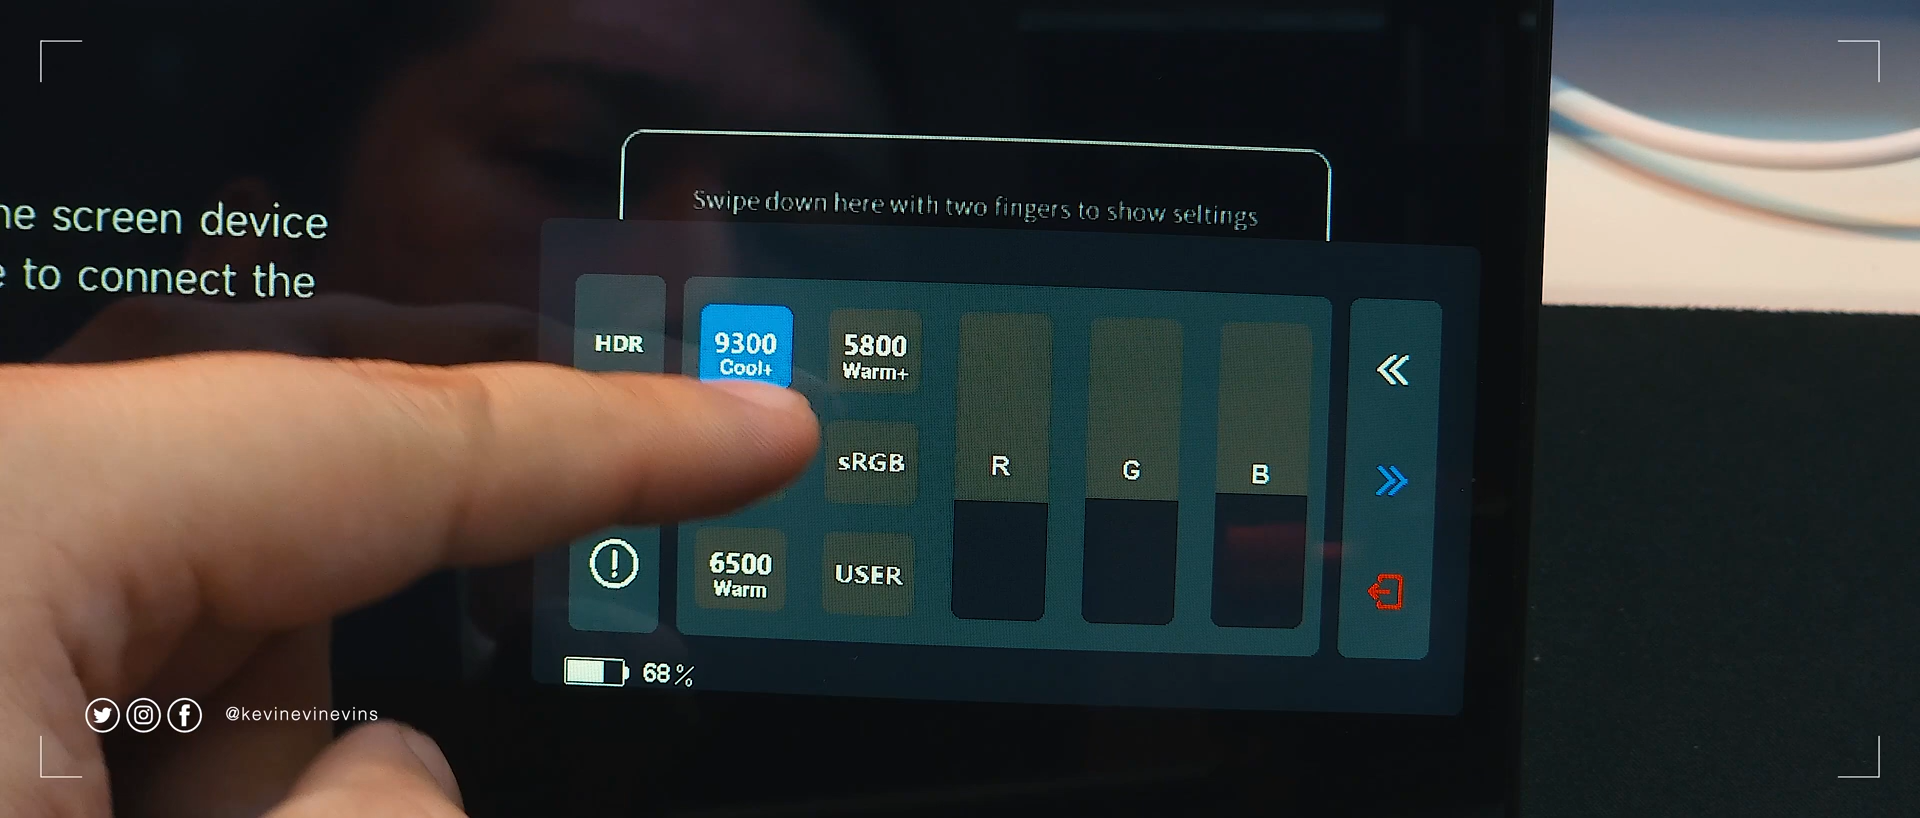 he screen device
to connect the
Swipe down here with two fingers to show settings
HDR
9300
Cool+
5800
Warm+
sRGB
6500
Warm
USER
R
G
B
68%
@kevinevinevins